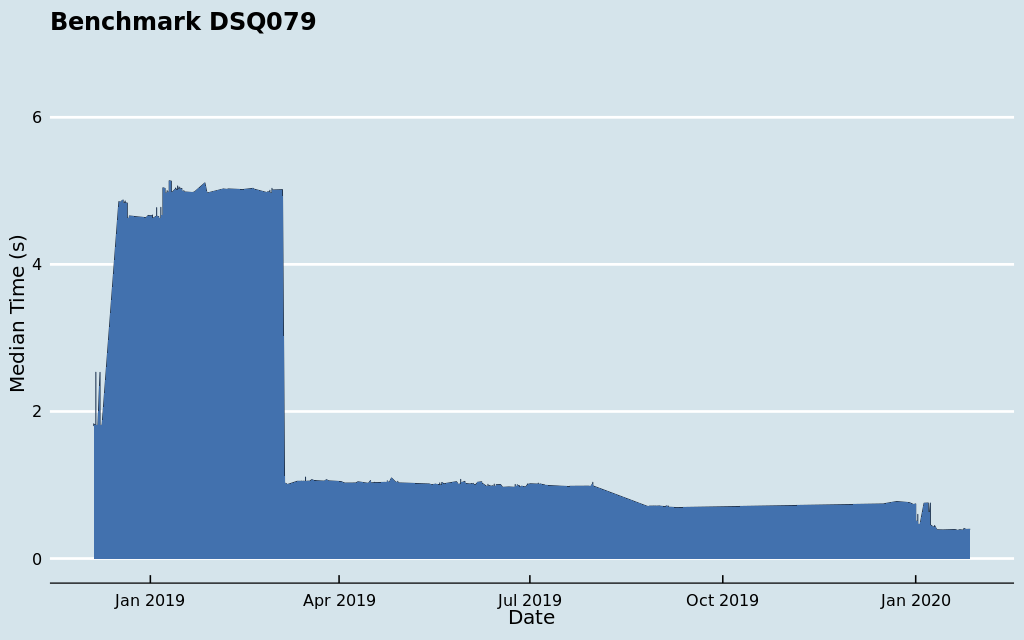 Benchmark DSQ079
Median Time (s)
6
4
2
0
Jan 2019
Apr 2019
Jul 2019
Oct 2019
Jan 2020
Date